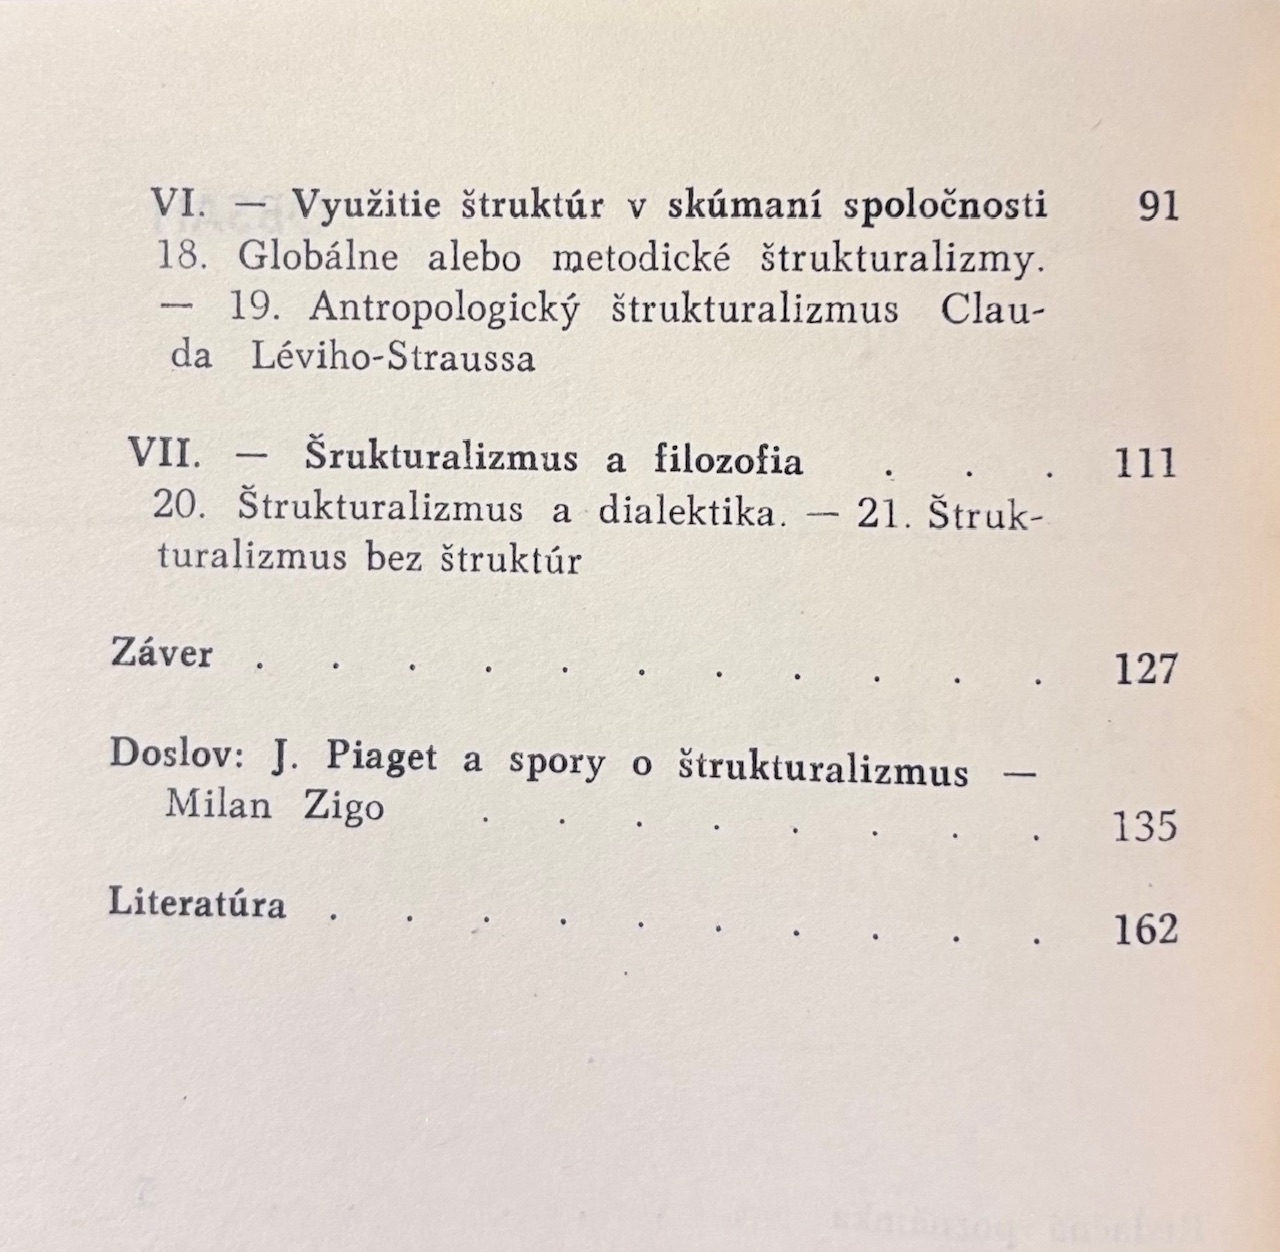 VI. — Využitie štruktúr v skúmaní spoločnosti 91
18. Globálne alebo metodické štrukturalizmy.
— 19. Antropologický štrukturalizmus Clau-
da Léviho-Straussa
VII. — Šrukturalizmus a filozofia . . . 111
20. Štrukturalizmus a dialektika. — 21. Štruk-
turalizmus bez štruktúr
Záver . . . . . . . . . . . 127
Doslov: J. Piaget a spory o štrukturalizmus —
Milan Zigo . . . . . . . . 135
Literatúra . . . . . . . . . . 162